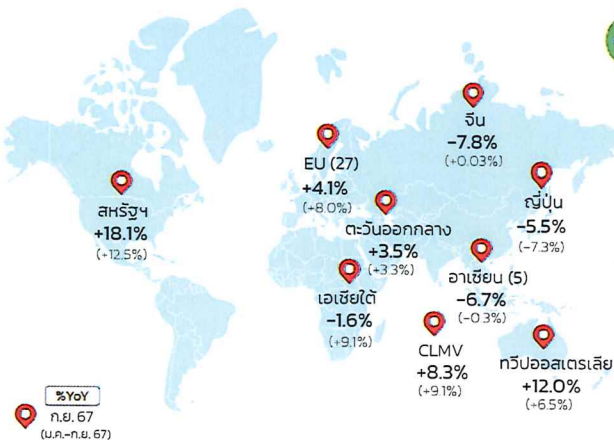 จีน
-7.8%
(+0.03%)
EU (27)
+4.1%
(+8.0%)
สหรัฐฯ
+18.1%
(+12.5%)
ญี่ปุ่น
-5.5%
(-7.3%)
ตะวันออกกลาง
+3.5%
(+3.3%)
เอเชียใต้
-1.6%
(+9.1%)
อาเซียน (5)
-6.7%
(-0.3%)
CLMV
+8.3%
(+9.1%)
ทวีปออสเตรเลีย
+12.0%
(+6.5%)
%YoY
ก.ย. 67
(ม.ค.-ก.ย. 67)